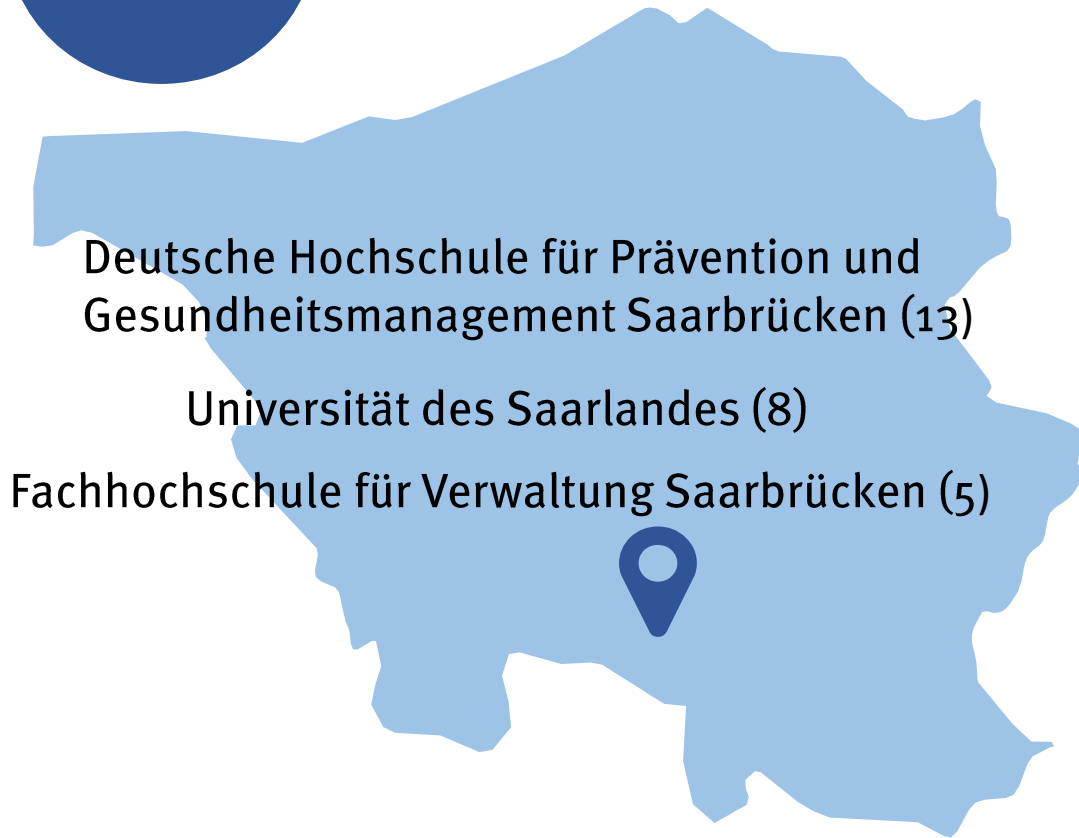 Deutsche Hochschule für Prävention und
Gesundheitsmanagement Saarbrücken (13)
Universität des Saarlandes (8)
Fachhochschule für Verwaltung Saarbrücken (5)